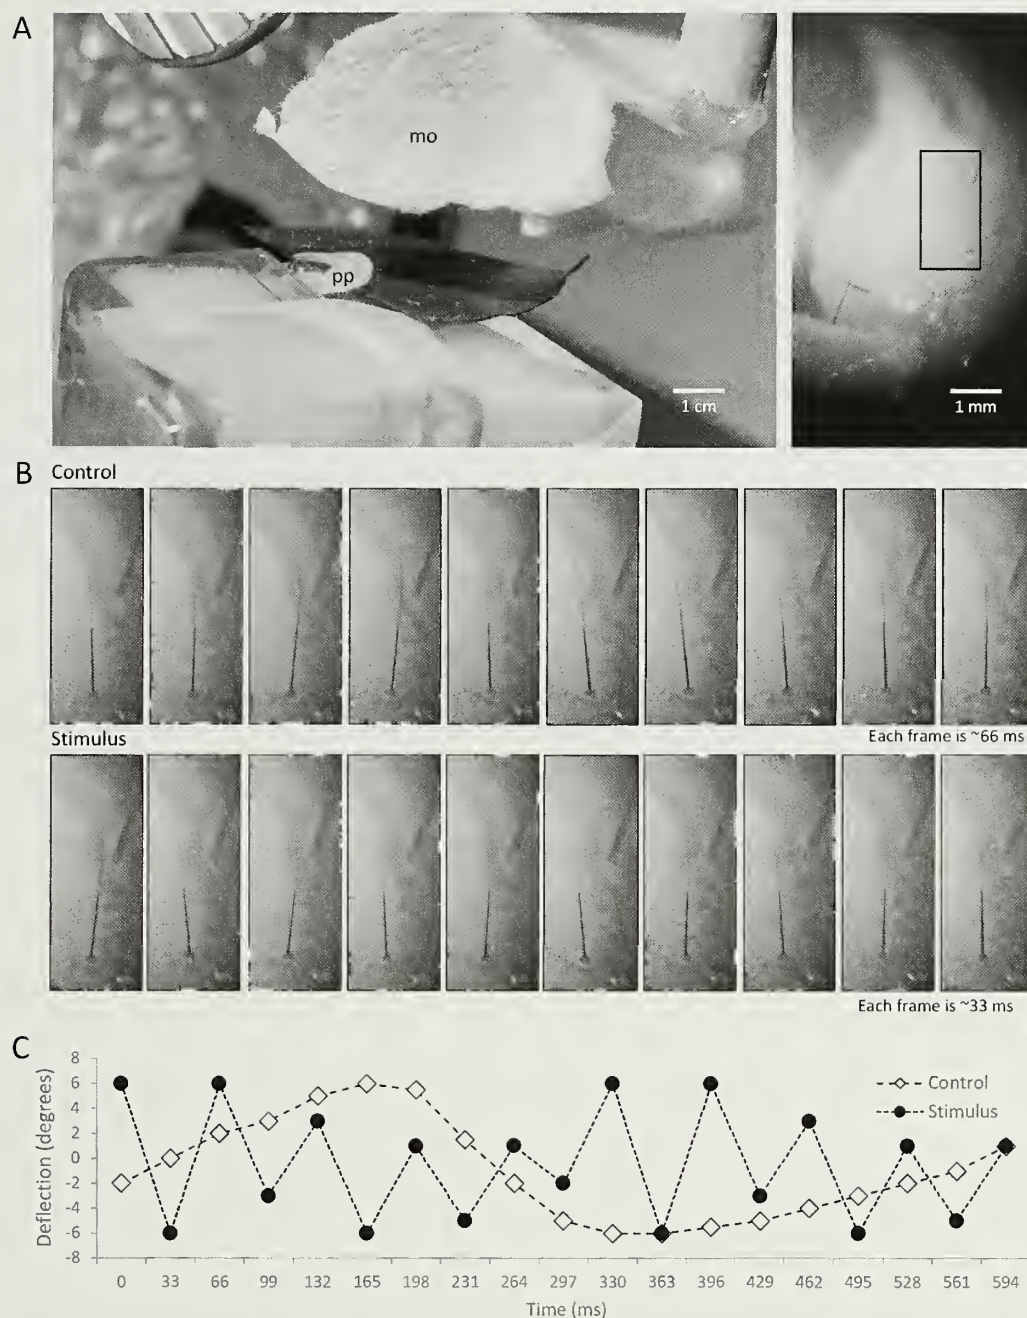 A
mo
pp
1 cm
1 mm
B
Control
Each frame is ~66 ms
Stimulus
Each frame is ~33 ms
C
Deflection (degrees)
8
6
4
2
0
-2
-4
-6
-8
Control
Stimulus
0 33 66 99 132 165 198 231 264 297 330 363 396 429 462 495 528 561 594
Time (ms)